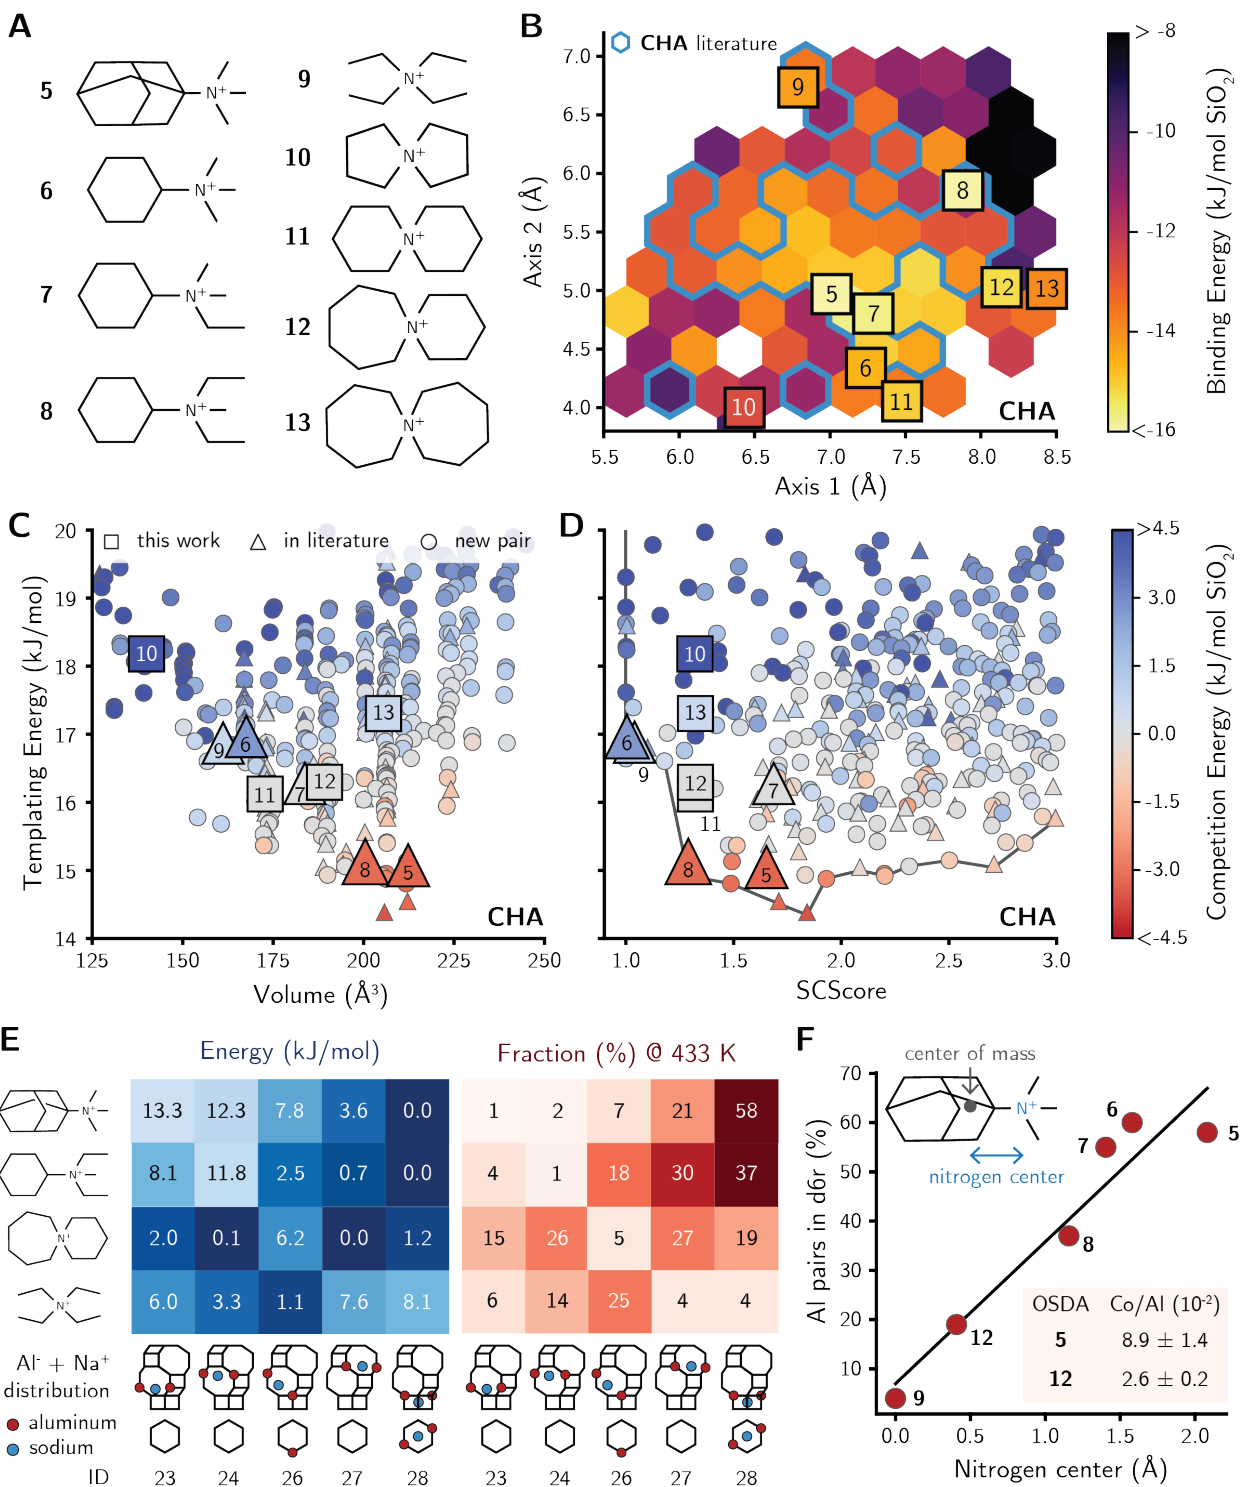 A
5
N+
6
N+
7
N+
8
N+
9
N+
10
N+
11
N+
12
N+
13
N+
B
CHA literature
Axis 2 (Å)
7.0
6.5
6.0
5.5
5.0
4.5
4.0
9
8
5
7
12
13
6
10
11
CHA
5.5 6.0 6.5 7.0 7.5 8.0 8.5
Axis 1 (Å)
> -8
-10
-12
-14
<-16
Binding Energy (kJ/mol SiO2)
C
this work in literature new pair
Templating Energy (kJ/mol)
20
19
18
17
16
15
14
10
13
9
6
11
7
12
8
5
CHA
125 150 175 200 225 250
Volume (Å3)
D
10
13
6
9
12
11
7
8
5
CHA
1.0 1.5 2.0 2.5 3.0
SCScore
>4.5
3.0
1.5
0.0
-1.5
-3.0
<-4.5
Competition Energy (kJ/mol SiO2)
E
Energy (kJ/mol) Fraction (%) @ 433 K
N+
13.3 12.3 7.8 3.6 0.0 1 2 7 21 58
N+
8.1 11.8 2.5 0.7 0.0 4 1 18 30 37
N+
2.0 0.1 6.2 0.0 1.2 15 26 5 27 19
N+
6.0 3.3 1.1 7.6 8.1 6 14 25 4 4
Al- + Na+
distribution
aluminum
sodium
ID 23 24 26 27 28 23 24 26 27 28
F
center of mass
N+
nitrogen center
Al pairs in d6r (%)
70
60
50
40
30
20
10
6
5
7
8
12
9
OSDA Co/Al (10-2)
5 8.9 ± 1.4
12 2.6 ± 0.2
0.0 0.5 1.0 1.5 2.0
Nitrogen center (Å)